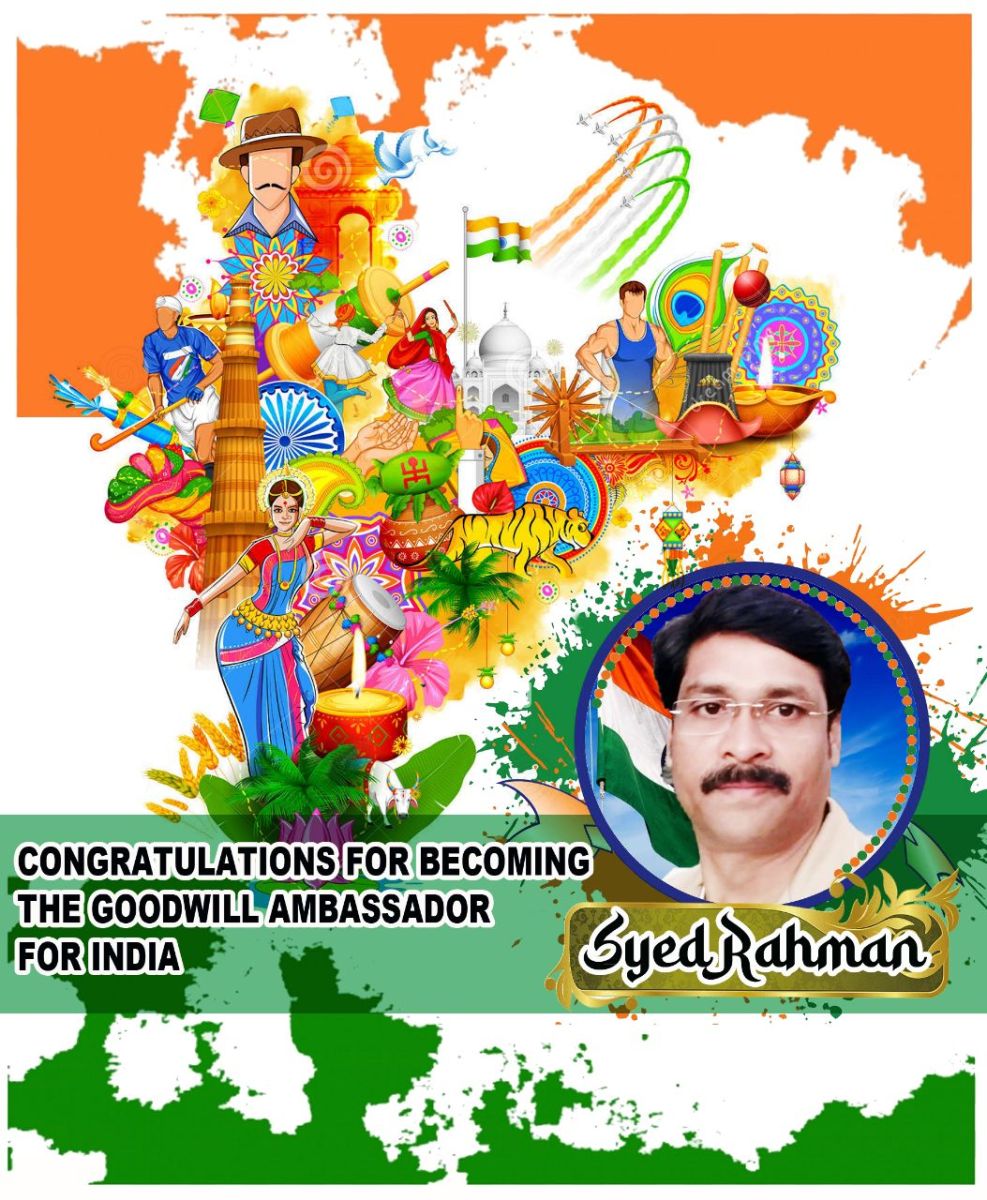 CONGRATULATIONS FOR BECOMING
THE GOODWILL AMBASSADOR
FOR INDIA
Syed Rahman